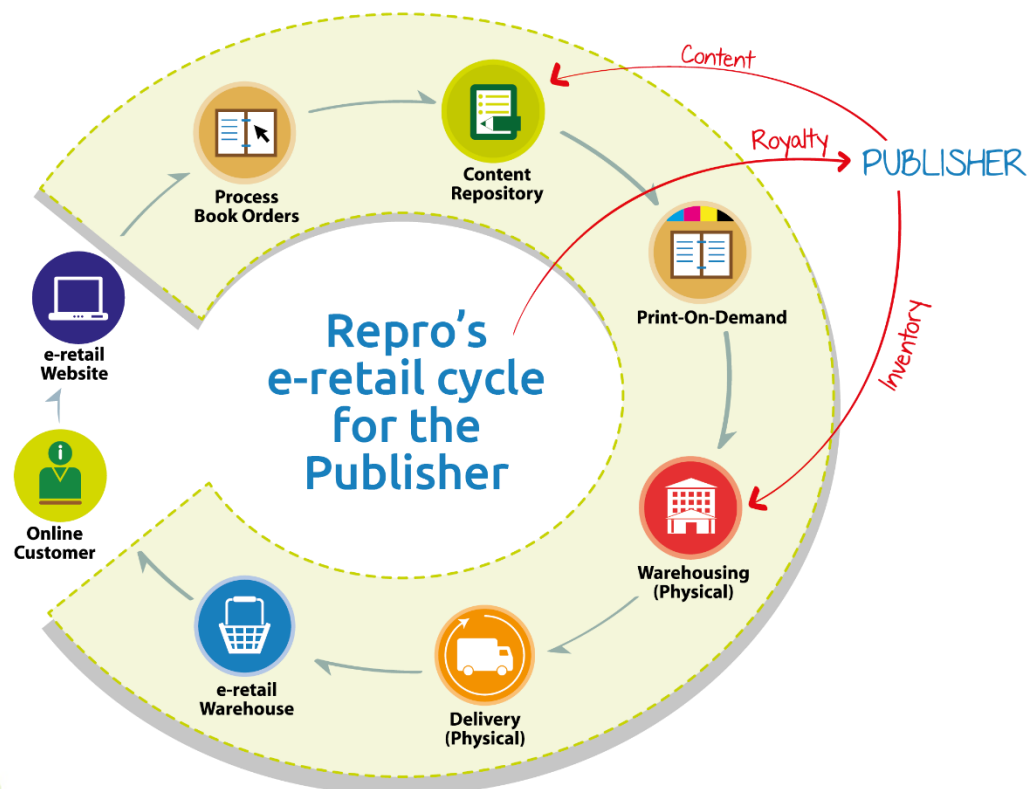 Content
Royalty
PUBLISHER
Inventory
Process
Book Orders
Content
Repository
Print-On-Demand
e-retail
Website
Repro's
e-retail cycle
for the
Publisher
Online
Customer
Warehousing
(Physical)
e-retail
Warehouse
Delivery
(Physical)
i